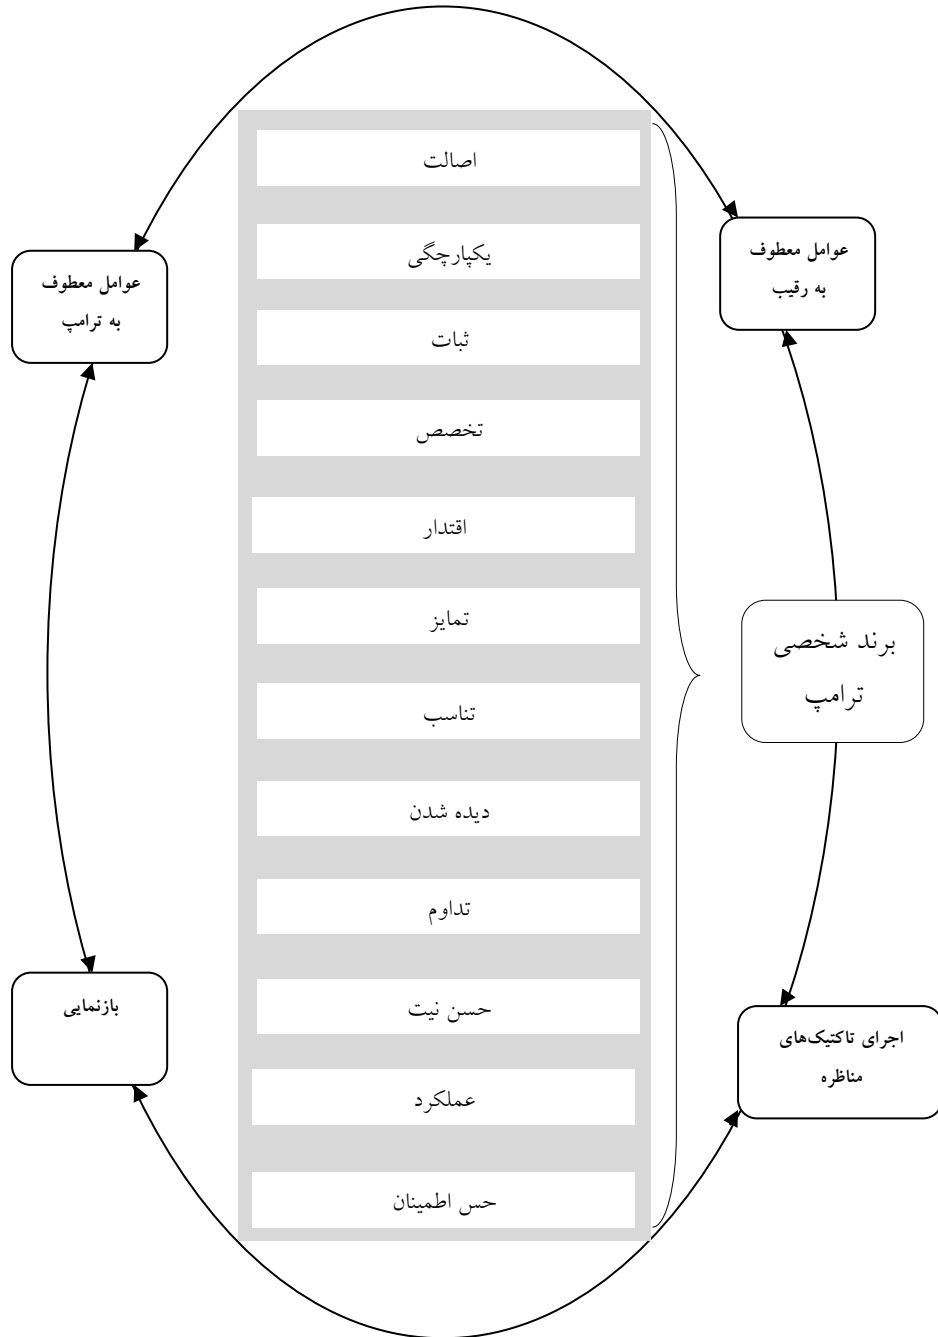 اصالت
عوامل معطوف
به رقیب
یکپارچگی
عوامل معطوف
به ترامپ
ثبات
تخصص
اقتدار
تمایز
برند شخصی
ترامپ
تناسب
دیده شدن
تداوم
بازنمایی
حسن نیت
اجرای تاکتیک‌های
مناظره
عملکرد
حس اطمینان